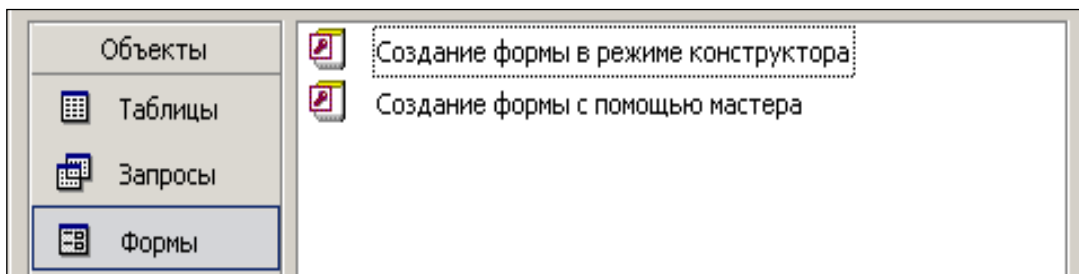 Объекты
Таблицы
Запросы
Формы
Создание формы в режиме конструктора
Создание формы с помощью мастера